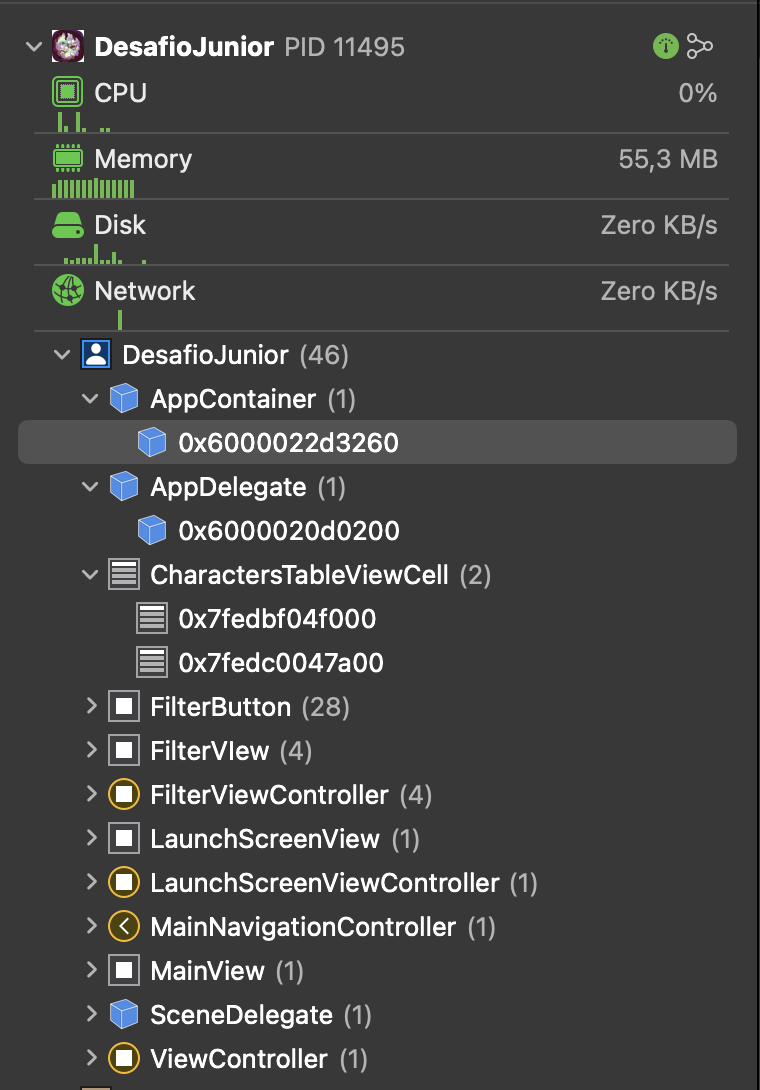 DesafioJunior PID 11495
CPU 0%
Memory 55,3 MB
Disk Zero KB/s
Network Zero KB/s
DesafioJunior (46)
AppContainer (1)
0x6000022d3260
AppDelegate (1)
0x6000020d0200
CharactersTableViewCell (2)
0x7fedbf04f000
0x7fedc0047a00
FilterButton (28)
FilterVIew (4)
FilterViewController (4)
LaunchScreenView (1)
LaunchScreenViewController (1)
MainNavigationController (1)
MainView (1)
SceneDelegate (1)
ViewController (1)